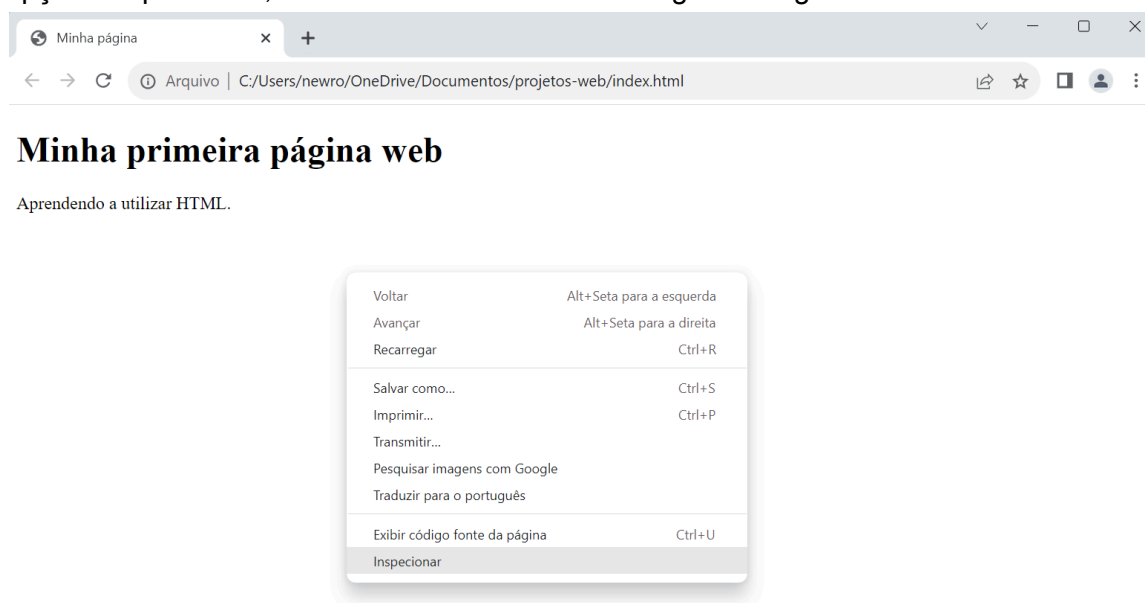 Minha página
Arquivo | C:/Users/newro/OneDrive/Documentos/projetos-web/index.html
Minha primeira página web
Aprendendo a utilizar HTML.
Voltar Alt+Seta para a esquerda
Avançar Alt+Seta para a direita
Recarregar Ctrl+R
Salvar como... Ctrl+S
Imprimir... Ctrl+P
Transmitir...
Pesquisar imagens com Google
Traduzir para o português
Exibir código fonte da página Ctrl+U
Inspecionar